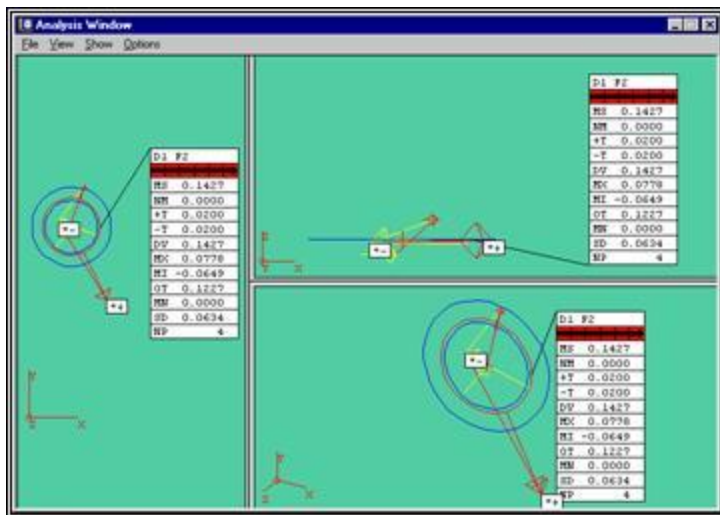 Analysis Window
File View Show Options
D1 F2
MS 0.1427
NM 0.0000
+T 0.0200
-T 0.0200
DV 0.1427
MX 0.0778
MI -0.0649
OT 0.1227
MN 0.0000
SD 0.0634
NP 4
*-
*+
Y
Z X
D1 F2
MS 0.1427
NM 0.0000
+T 0.0200
-T 0.0200
DV 0.1427
MX 0.0778
MI -0.0649
OT 0.1227
MN 0.0000
SD 0.0634
NP 4
*-
*+
Z
Y X
D1 F2
MS 0.1427
NM 0.0000
+T 0.0200
-T 0.0200
DV 0.1427
MX 0.0778
MI -0.0649
OT 0.1227
MN 0.0000
SD 0.0634
NP 4
*-
*+
Y
Z X